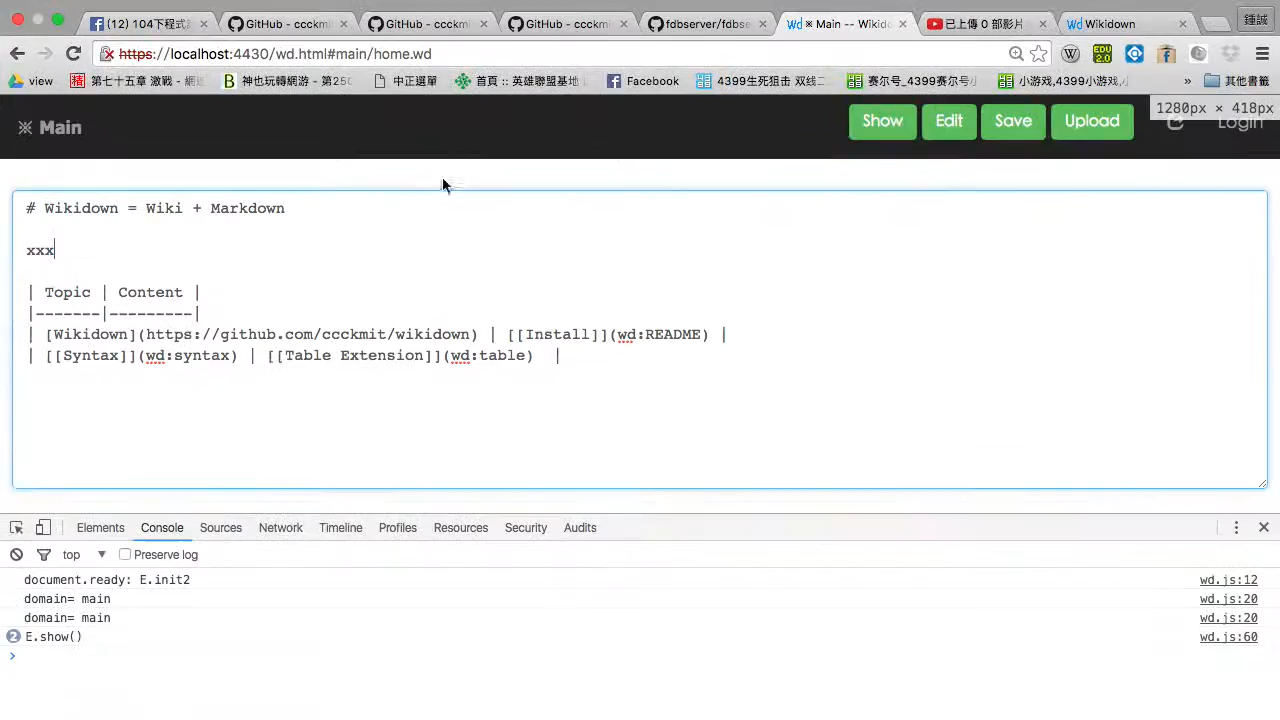 (12) 104下程式
GitHub - ccckmi
GitHub - ccckmi
GitHub - ccckmi
fdbserver/fdbse
Wd ※ Main -- Wikido
已上傳 0 部影片
Wd Wikidown
鍾誠
https://localhost:4430/wd.html#main/home.wd
view
第七十五章 激戰 - 網
B 神也玩轉網游 - 第250
中正選單
首頁 :: 英雄聯盟基地
Facebook
4399生死狙击 双线二
赛尔号_4399赛尔号小
小游戏,4399小游戏,小
»
其他書籤
※ Main
Show
Edit
Save
Upload
Login
1280px × 418px
# Wikidown = Wiki + Markdown
xxx
| Topic | Content |
|-------|---------|
| [Wikidown](https://github.com/ccckmit/wikidown) | [[Install]](wd:README) |
| [[Syntax]](wd:syntax) | [[Table Extension]](wd:table)  |
Elements
Console
Sources
Network
Timeline
Profiles
Resources
Security
Audits
top
Preserve log
document.ready: E.init2 wd.js:12
domain= main wd.js:20
domain= main wd.js:20
2 E.show() wd.js:60
>